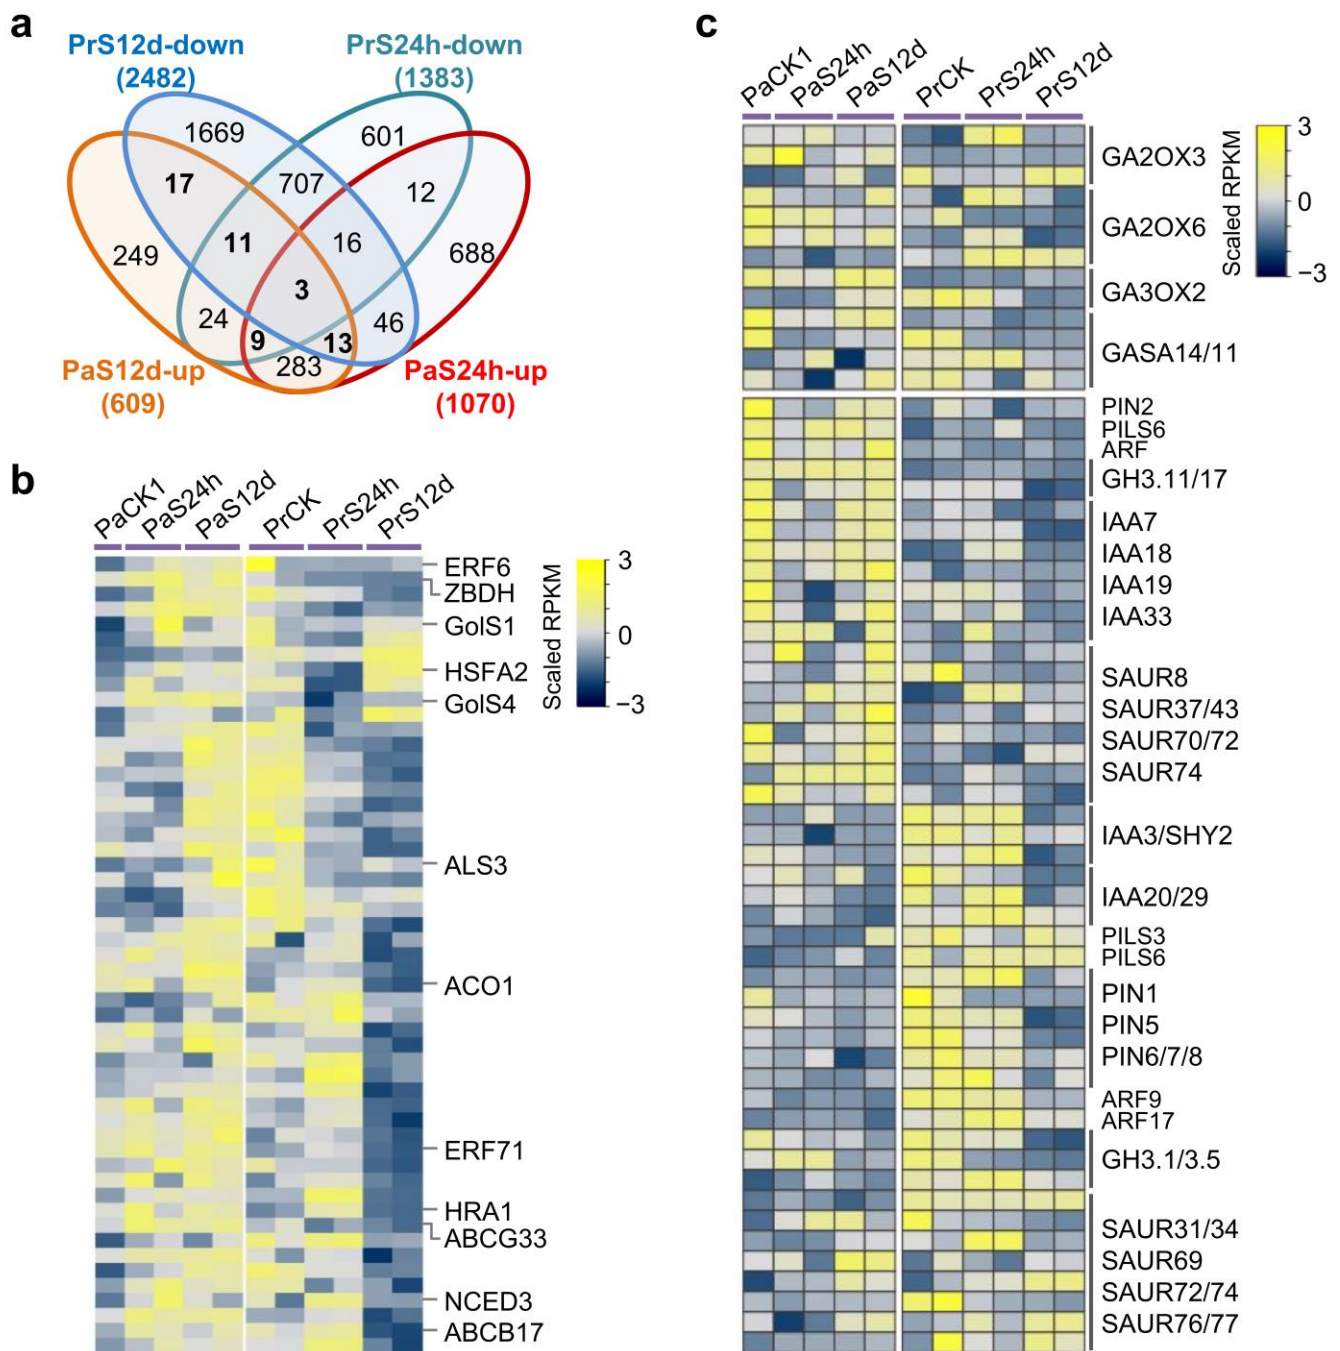 a
PrS12d-down
(2482)
PrS24h-down
(1383)
1669
601
17
707
12
249
11
16
688
3
24
46
9
13
283
PaS12d-up
(609)
PaS24h-up
(1070)
b
PaCK1
PaS24h
PaS12d
PrCK
PrS24h
PrS12d
ERF6
ZBDH
GolS1
HSFA2
GolS4
ALS3
ACO1
ERF71
HRA1
ABCG33
NCED3
ABCB17
Scaled RPKM
3
0
−3
c
PaCK1
PaS24h
PaS12d
PrCK
PrS24h
PrS12d
GA2OX3
GA2OX6
GA3OX2
GASA14/11
PIN2
PILS6
ARF
GH3.11/17
IAA7
IAA18
IAA19
IAA33
SAUR8
SAUR37/43
SAUR70/72
SAUR74
IAA3/SHY2
IAA20/29
PILS3
PILS6
PIN1
PIN5
PIN6/7/8
ARF9
ARF17
GH3.1/3.5
SAUR31/34
SAUR69
SAUR72/74
SAUR76/77
Scaled RPKM
3
0
−3